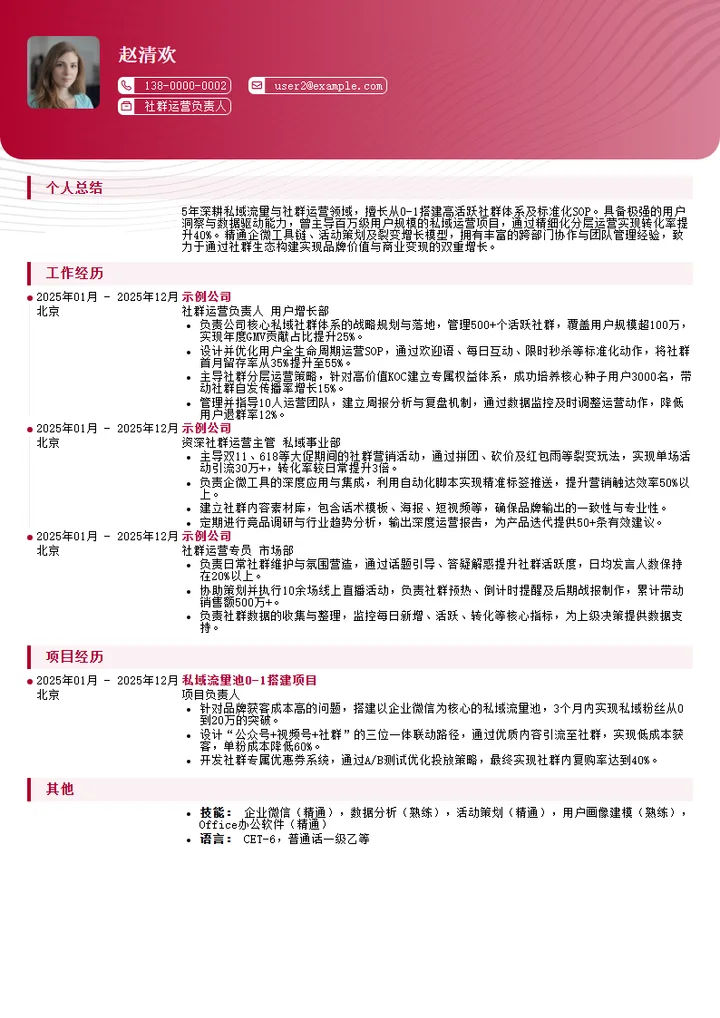 赵清欢
138-0000-0002
user2@example.com
社群运营负责人
个人总结
5年深耕私域流量与社群运营领域，擅长从0-1搭建高活跃社群体系及标准化SOP。具备极强的用户
洞察与数据驱动能力，曾主导百万级用户规模的私域运营项目，通过精细化分层运营实现转化率提
升40%。精通企微工具链、活动策划及裂变增长模型，拥有丰富的跨部门协作与团队管理经验，致
力于通过社群生态构建实现品牌价值与商业变现的双重增长。
工作经历
2025年01月 - 2025年12月 示例公司
北京
社群运营负责人 用户增长部
• 负责公司核心私域社群体系的战略规划与落地，管理500+个活跃社群，覆盖用户规模超100万，
实现年度GMV贡献占比提升25%。
• 设计并优化用户全生命周期运营SOP，通过欢迎语、每日互动、限时秒杀等标准化动作，将社群
首月留存率从35%提升至55%。
• 主导社群分层运营策略，针对高价值KOC建立专属权益体系，成功培养核心种子用户3000名，带
动社群自发传播率增长15%。
• 管理并指导10人运营团队，建立周报分析与复盘机制，通过数据监控及时调整运营动作，降低
用户退群率12%。
2025年01月 - 2025年12月 示例公司
北京
资深社群运营主管 私域事业部
• 主导双11、618等大促期间的社群营销活动，通过拼团、砍价及红包雨等裂变玩法，实现单场活
动引流30万+，转化率较日常提升3倍。
• 负责企微工具的深度应用与集成，利用自动化脚本实现精准标签推送，提升营销触达效率50%以
上。
• 建立社群内容素材库，包含话术模板、海报、短视频等，确保品牌输出的一致性与专业性。
• 定期进行竞品调研与行业趋势分析，输出深度运营报告，为产品迭代提供50+条有效建议。
2025年01月 - 2025年12月 示例公司
北京
社群运营专员 市场部
• 负责日常社群维护与氛围营造，通过话题引导、答疑解惑提升社群活跃度，日均发言人数保持
在20%以上。
• 协助策划并执行10余场线上直播活动，负责社群预热、倒计时提醒及后期战报制作，累计带动
销售额500万+。
• 负责社群数据的收集与整理，监控每日新增、活跃、转化等核心指标，为上级决策提供数据支
持。
项目经历
2025年01月 - 2025年12月 私域流量池0-1搭建项目
北京
项目负责人
• 针对品牌获客成本高的问题，搭建以企业微信为核心的私域流量池，3个月内实现私域粉丝从0
到20万的突破。
• 设计“公众号+视频号+社群”的三位一体联动路径，通过优质内容引流至社群，实现低成本获
客，单粉成本降低60%。
• 开发社群专属优惠券系统，通过A/B测试优化投放策略，最终实现社群内复购率达到40%。
其他
• 技能： 企业微信（精通），数据分析（熟练），活动策划（精通），用户画像建模（熟练），
Office办公软件（精通）
• 语言： CET-6，普通话一级乙等